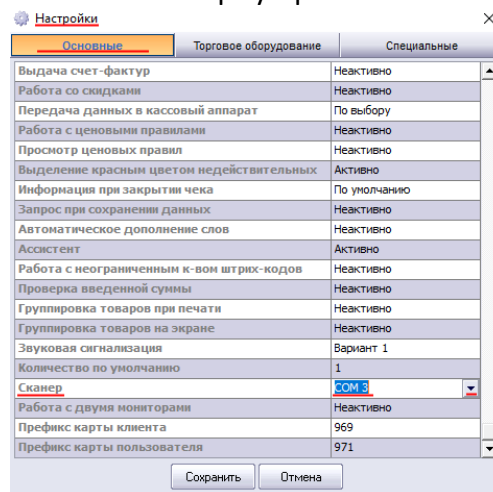 Настройки
Основные Торговое оборудование Специальные
Выдача счет-фактур Неактивно
Работа со скидками Неактивно
Передача данных в кассовый аппарат По выбору
Работа с ценовыми правилами Неактивно
Просмотр ценовых правил Неактивно
Выделение красным цветом недействительных Активно
Информация при закрытии чека По умолчанию
Запрос при сохранении данных Неактивно
Автоматическое дополнение слов Неактивно
Ассистент Активно
Работа с неограниченным к-вом штрих-кодов Неактивно
Проверка введенной суммы Неактивно
Группировка товаров при печати Неактивно
Группировка товаров на экране Неактивно
Звуковая сигнализация Вариант 1
Количество по умолчанию 1
Сканер COM 3
Работа с двумя мониторами Неактивно
Префикс карты клиента 969
Префикс карты пользователя 971
Сохранить Отмена